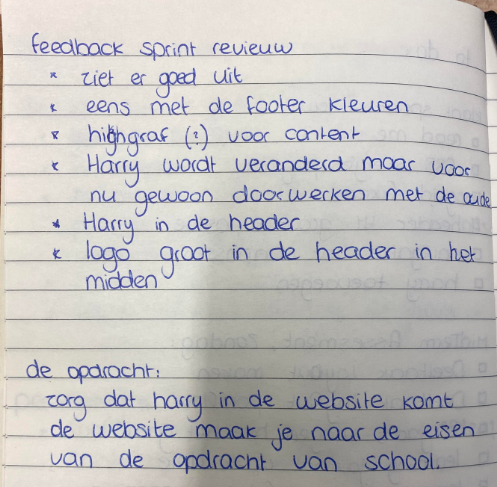 feedback sprint revieuw
* ziet er goed uit
* eens met de footer kleuren
* highgraf (?) voor content
* Harry wordt veranderd maar voor
nu gewoon doorwerken met de oude
* Harry in de header
* logo groot in de header in het
midden
de opdracht:
zorg dat harry in de website komt
de website maak je naar de eisen
van de opdracht van school.